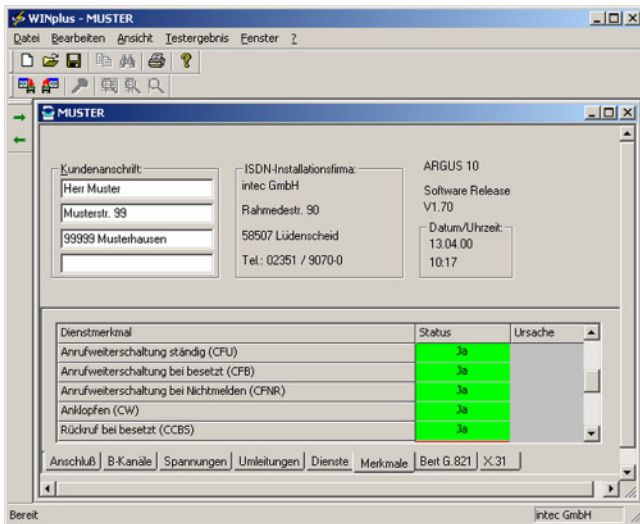 WINplus - MUSTER
Datei Bearbeiten Ansicht Testergebnis Fenster ?
MUSTER
Kundenanschrift:
Herr Muster
Musterstr. 99
99999 Musterhausen
ISDN-Installationsfirma:
intec GmbH
Rahmedestr. 90
58507 Lüdenscheid
Tel.: 02351 / 9070-0
ARGUS 10
Software Release
V1.70
Datum/Uhrzeit:
13.04.00
10:17
Dienstmerkmal Status Ursache
Anrufweiterschaltung ständig (CFU) Ja
Anrufweiterschaltung bei besetzt (CFB) Ja
Anrufweiterschaltung bei Nichtmelden (CFNR) Ja
Anklopfen (CW) Ja
Rückruf bei besetzt (CCBS) Ja
Anschluß B-Kanäle Spannungen Umleitungen Dienste Merkmale Bert G.821 X.31
Bereit intec GmbH